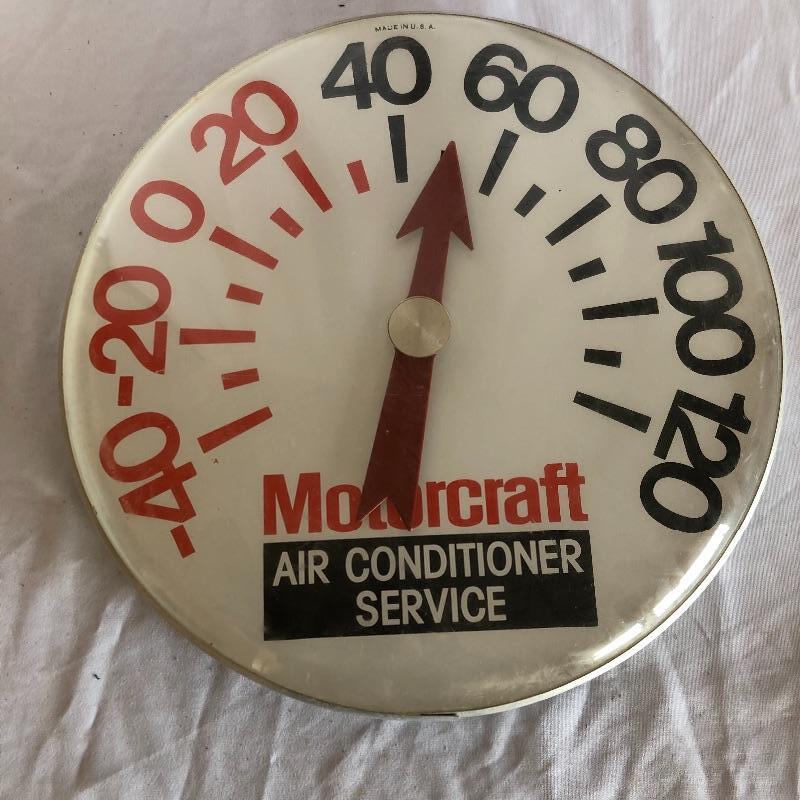 MADE IN U.S.A.
-40 -20 0 20 40 60 80 100 120
Motorcraft
AIR CONDITIONER
SERVICE